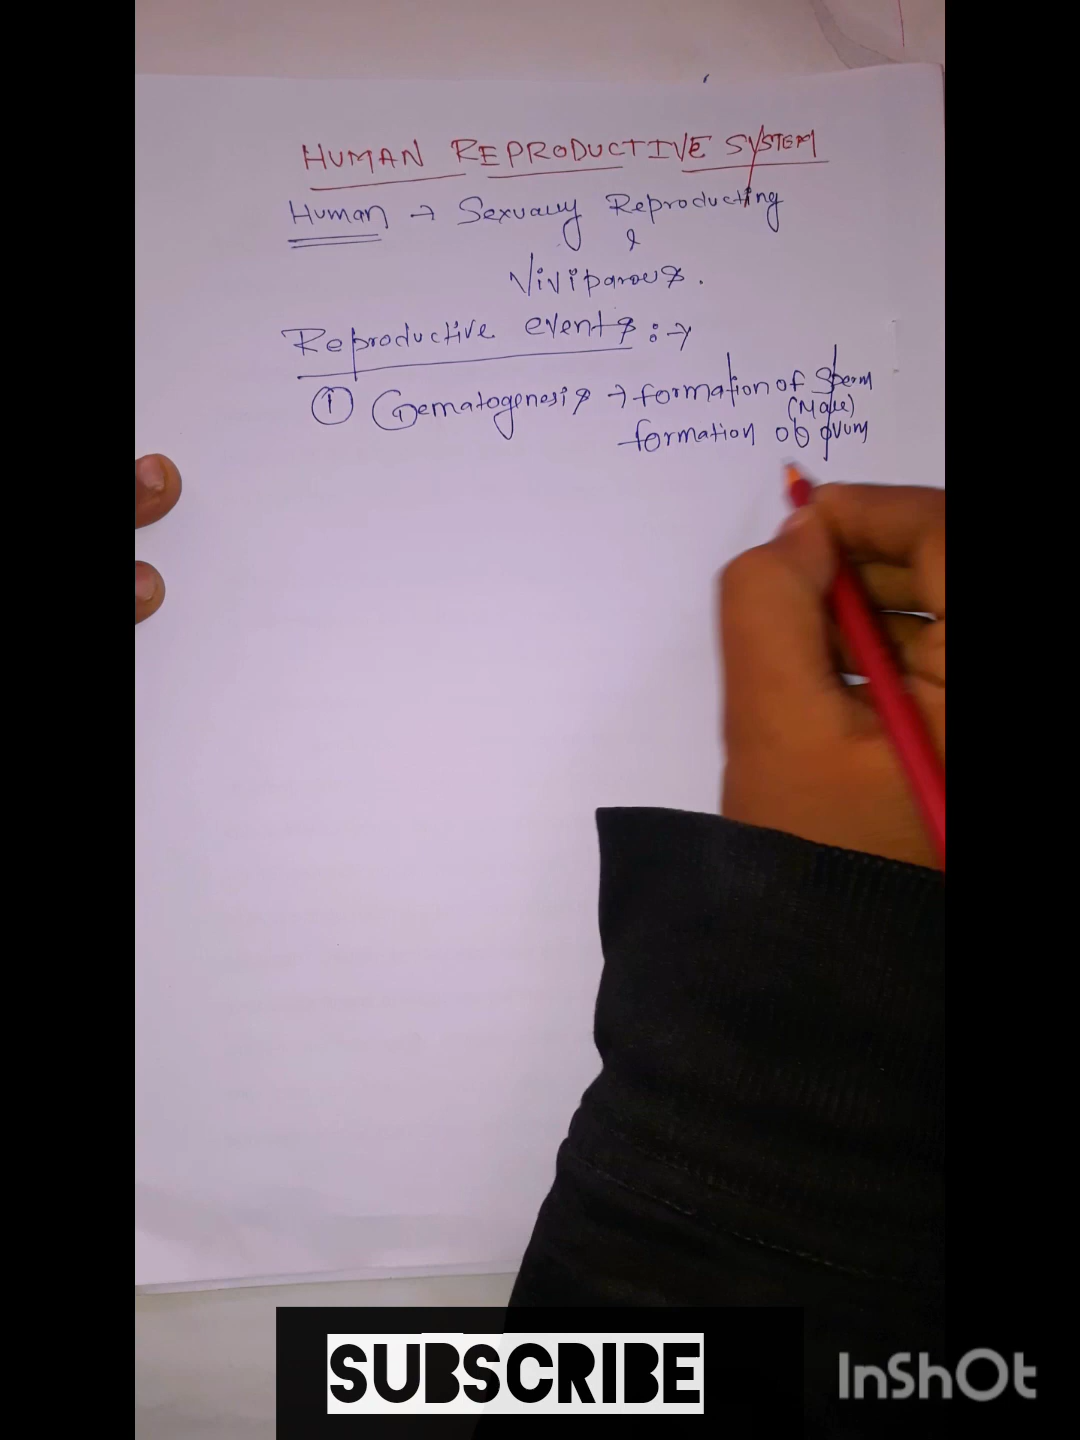 HUMAN REPRODUCTIVE SYSTEM
Human → Sexually Reproducting
&
Viviparous.
Reproductive events :→
① Gematogenesis → formation of Sperm
(Male)
formation of ovum
SUBSCRIBE
InShOt